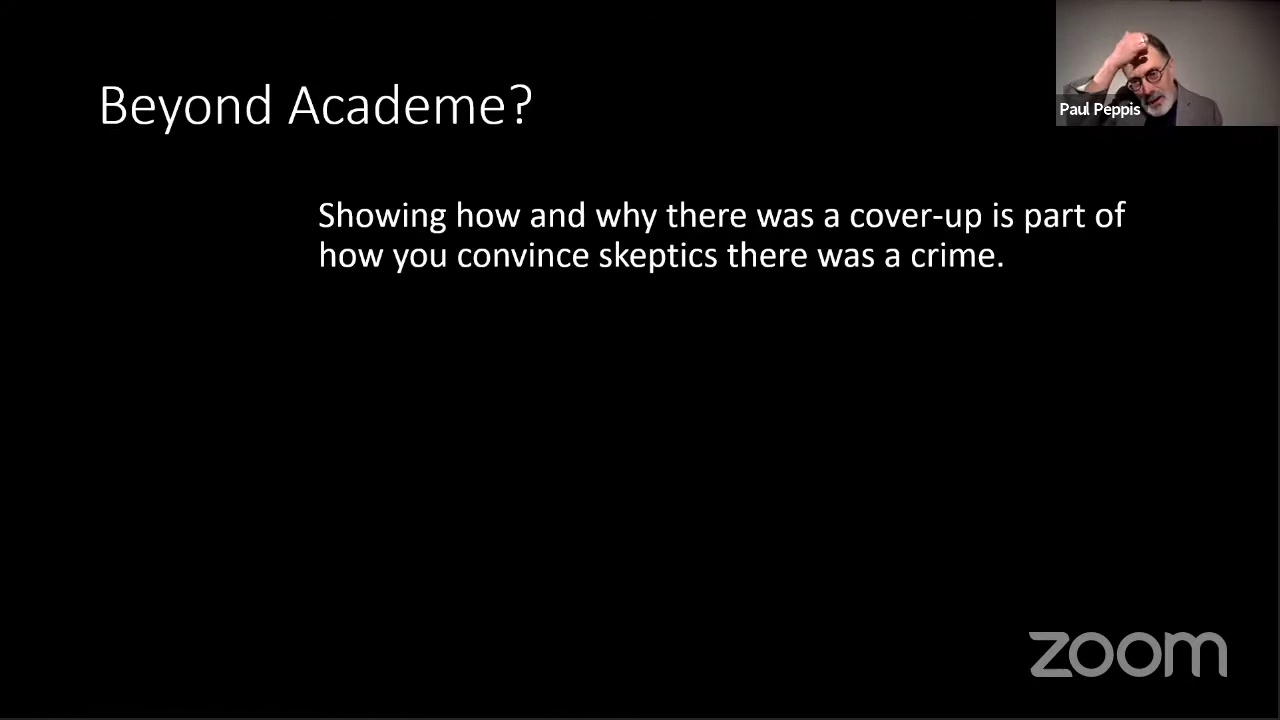 Beyond Academe?
Paul Peppis
Showing how and why there was a cover-up is part of
how you convince skeptics there was a crime.
zoom